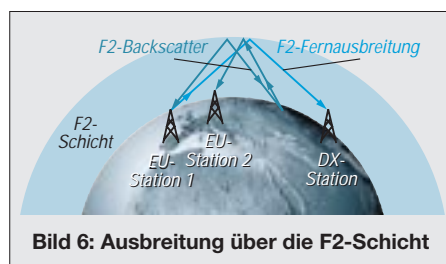 F2-Backscatter
F2-Fernausbreitung
F2-
Schicht
EU-
Station 1
EU-
Station 2
DX-
Station
Bild 6: Ausbreitung über die F2-Schicht